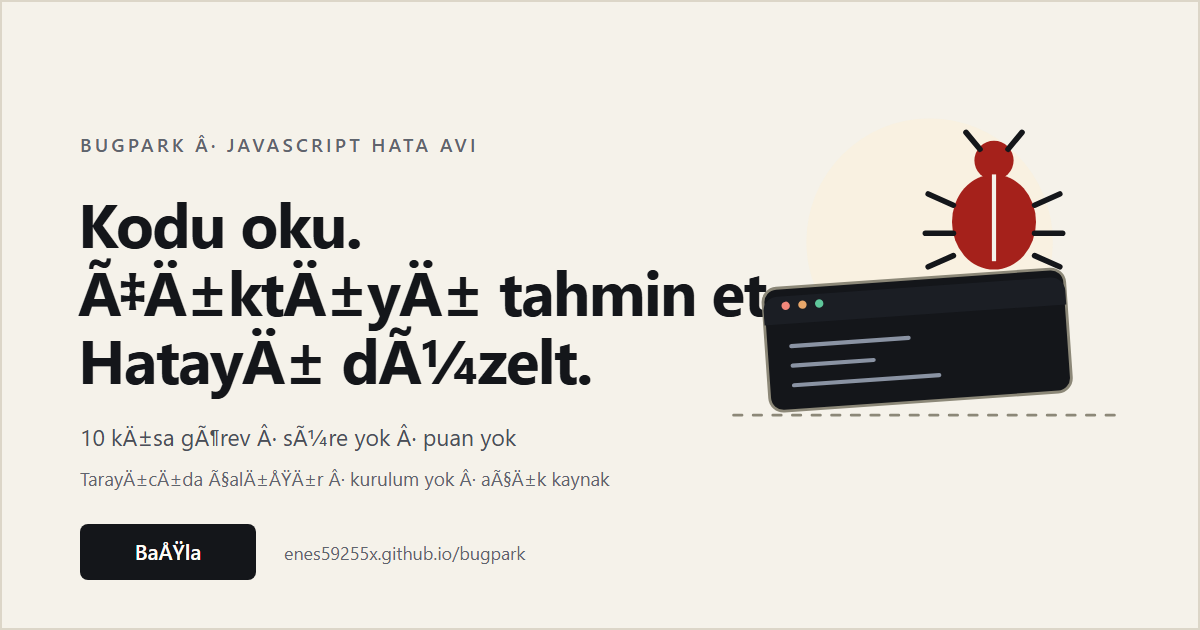 BUGPARK Â· JAVASCRIPT HATA AVI
Kodu oku.
Ã‡Ä±ktÄ±yÄ± tahmin et.
HatayÄ± dÃ¼zelt.
10 kÄ±sa gÃ¶rev Â· sÃ¼re yok Â· puan yok
TarayÄ±cÄ±da Ã§alÄ±ÅŸÄ±r Â· kurulum yok Â· aÃ§Ä±k kaynak
BaÅŸla
enes59255x.github.io/bugpark